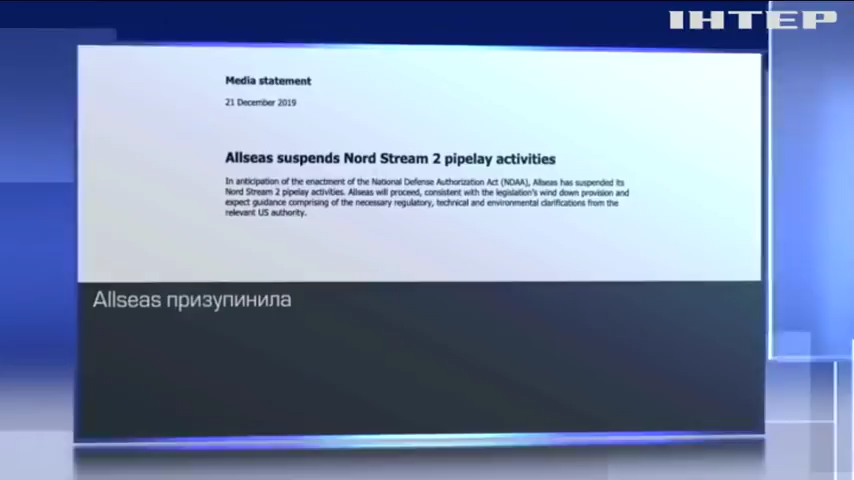 ІНТЕР
Media statement
21 December 2019
Allseas suspends Nord Stream 2 pipelay activities
In anticipation of the enactment of the National Defense Authorization Act (NDAA), Allseas has suspended its
Nord Stream 2 pipelay activities. Allseas will proceed, consistent with the legislation's wind down provision and
expect guidance comprising of the necessary regulatory, technical and environmental clarifications from the
relevant US authority.
Allseas призупинила